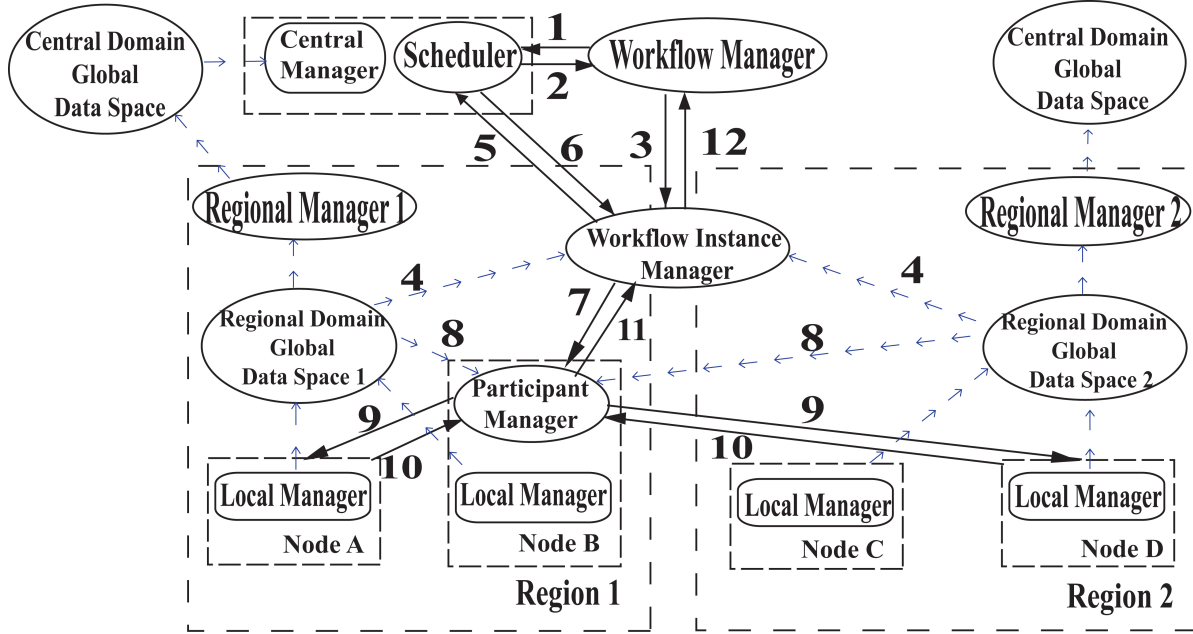 Central Domain
Global
Data Space
Central
Manager
Scheduler
1
2
Workflow Manager
Central Domain
Global
Data Space
5
6
3
12
Regional Manager 1
Regional Manager 2
Workflow Instance
Manager
4
4
7
11
Regional Domain
Global
Data Space 1
8
8
Regional Domain
Global
Data Space 2
Participant
Manager
9
10
9
10
Local Manager
Node A
Local Manager
Node B
Local Manager
Node C
Local Manager
Node D
Region 1
Region 2